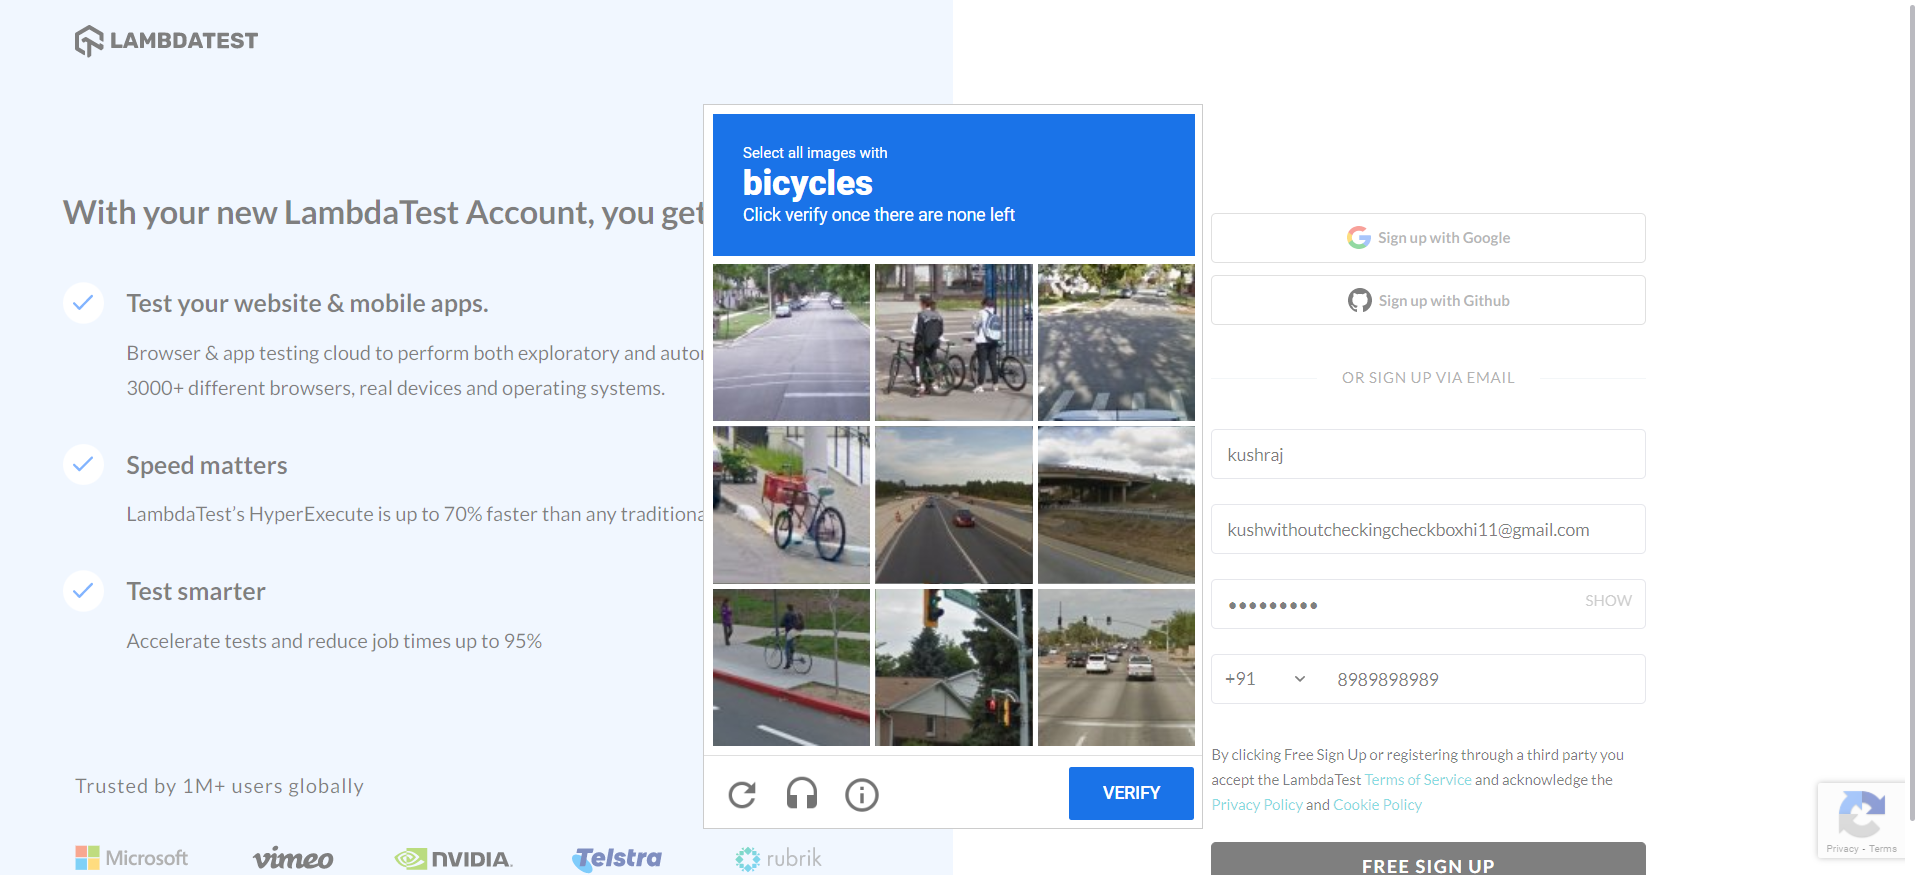 LAMBDATEST
With your new LambdaTest Account, you get
Test your website & mobile apps.
Browser & app testing cloud to perform both exploratory and
3000+ different browsers, real devices and operating systems.
Speed matters
LambdaTest's HyperExecute is up to 70% faster than any
Test smarter
Accelerate tests and reduce job times up to 95%
Trusted by 1M+ users globally
Microsoft vimeo NVIDIA. Telstra rubrik
Select all images with
bicycles
Click verify once there are none left
VERIFY
Sign up with Google
Sign up with Github
OR SIGN UP VIA EMAIL
kushraj
kushwithoutcheckingcheckboxhi11@gmail.com
SHOW
+91 8989898989
By clicking Free Sign Up or registering through a third party you
accept the LambdaTest Terms of Service and acknowledge the
Privacy Policy and Cookie Policy
FREE SIGN UP
Privacy - Terms